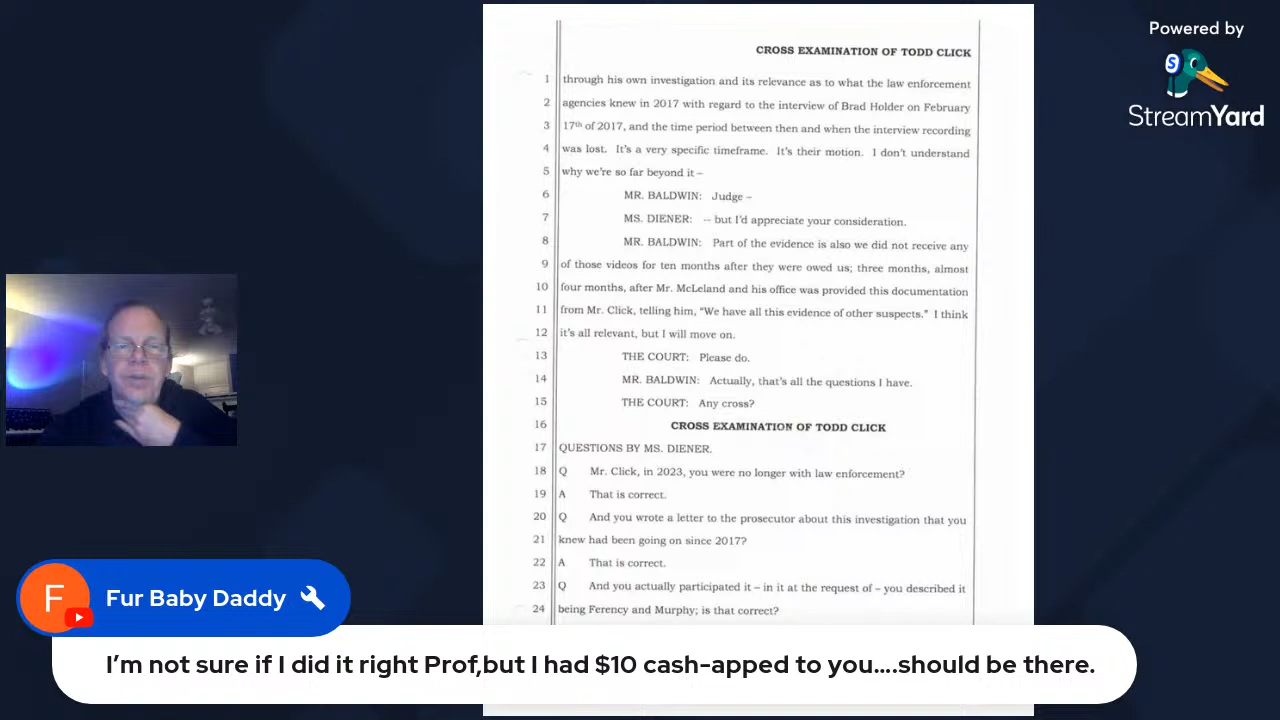 Powered by
StreamYard
CROSS EXAMINATION OF TODD CLICK
1 through his own investigation and its relevance as to what the law enforcement
2 agencies knew in 2017 with regard to the interview of Brad Holder on February
3 17th of 2017, and the time period between then and when the interview recording
4 was lost. It's a very specific timeframe. It's their motion. I don't understand
5 why we're so far beyond it –
6 MR. BALDWIN: Judge –
7 MS. DIENER: -- but I'd appreciate your consideration.
8 MR. BALDWIN: Part of the evidence is also we did not receive any
9 of those videos for ten months after they were owed us; three months, almost
10 four months, after Mr. McLeland and his office was provided this documentation
11 from Mr. Click, telling him, "We have all this evidence of other suspects." I think
12 it's all relevant, but I will move on.
13 THE COURT: Please do.
14 MR. BALDWIN: Actually, that's all the questions I have.
15 THE COURT: Any cross?
16 CROSS EXAMINATION OF TODD CLICK
17 QUESTIONS BY MS. DIENER.
18 Q Mr. Click, in 2023, you were no longer with law enforcement?
19 A That is correct.
20 Q And you wrote a letter to the prosecutor about this investigation that you
21 knew had been going on since 2017?
22 A That is correct.
23 Q And you actually participated it – in it at the request of – you described it
24 being Ferency and Murphy; is that correct?
F
Fur Baby Daddy
I'm not sure if I did it right Prof,but I had $10 cash-apped to you....should be there.